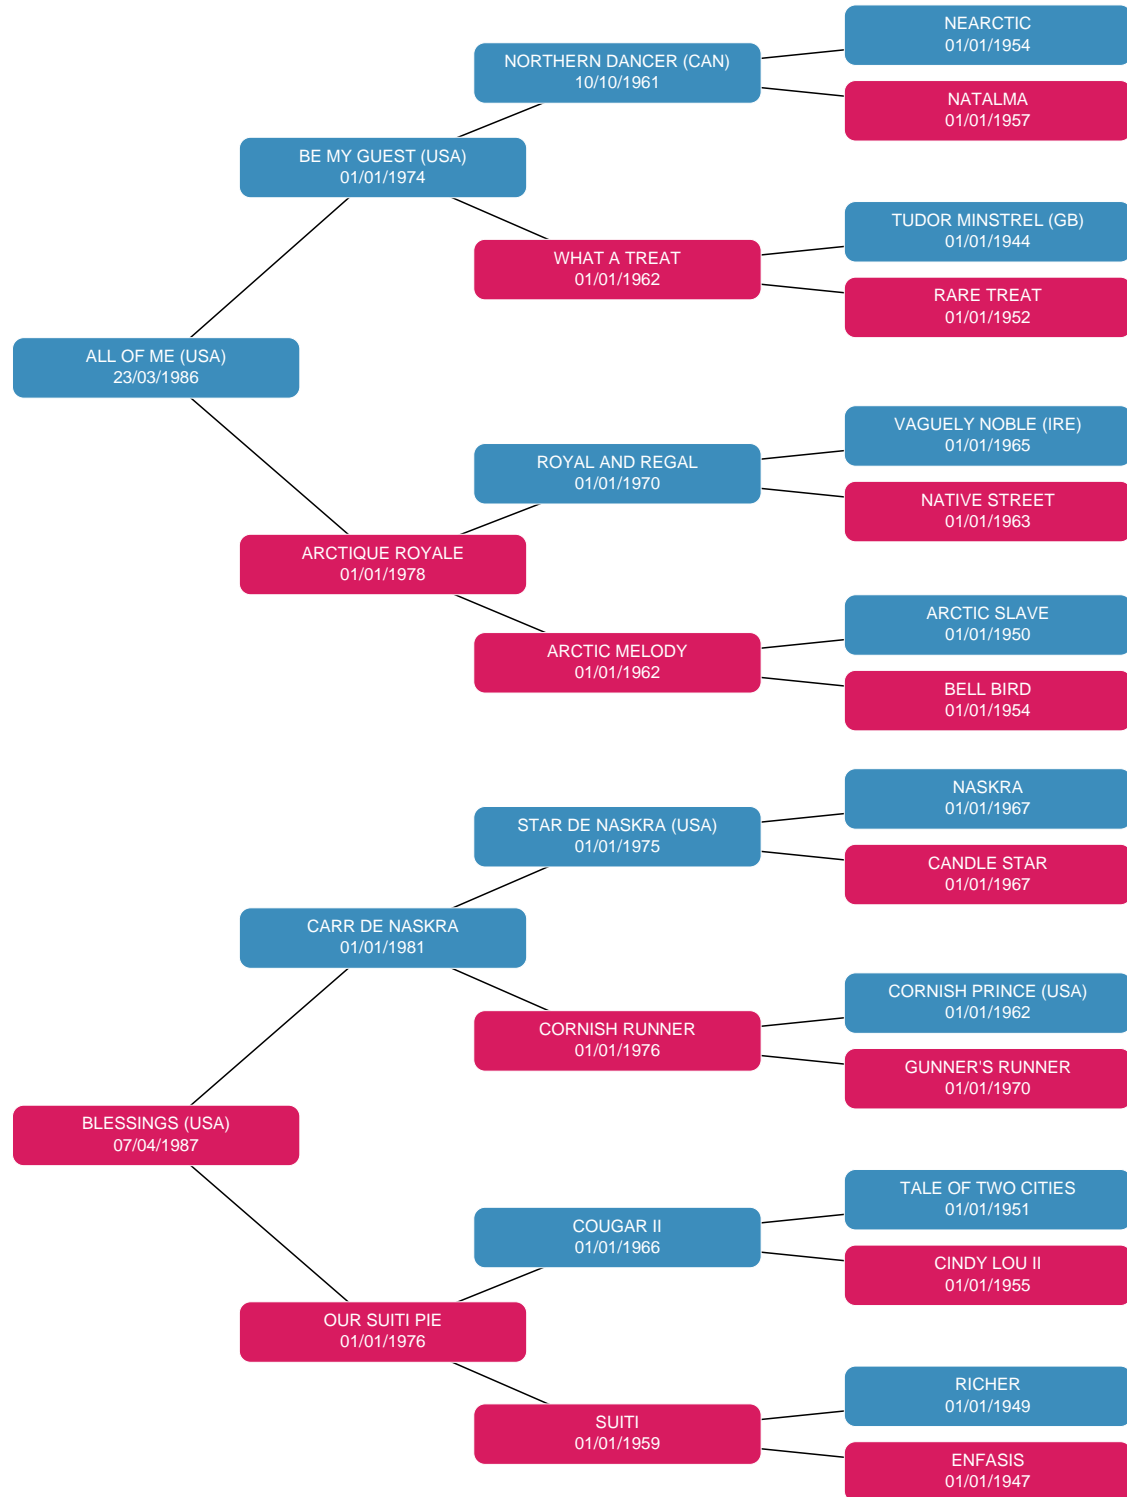 NEARCTIC
01/01/1954
NORTHERN DANCER (CAN)
10/10/1961
NATALMA
01/01/1957
BE MY GUEST (USA)
01/01/1974
TUDOR MINSTREL (GB)
01/01/1944
WHAT A TREAT
01/01/1962
RARE TREAT
01/01/1952
ALL OF ME (USA)
23/03/1986
VAGUELY NOBLE (IRE)
01/01/1965
ROYAL AND REGAL
01/01/1970
NATIVE STREET
01/01/1963
ARCTIQUE ROYALE
01/01/1978
ARCTIC SLAVE
01/01/1950
ARCTIC MELODY
01/01/1962
BELL BIRD
01/01/1954
NASKRA
01/01/1967
STAR DE NASKRA (USA)
01/01/1975
CANDLE STAR
01/01/1967
CARR DE NASKRA
01/01/1981
CORNISH PRINCE (USA)
01/01/1962
CORNISH RUNNER
01/01/1976
GUNNER'S RUNNER
01/01/1970
BLESSINGS (USA)
07/04/1987
TALE OF TWO CITIES
01/01/1951
COUGAR II
01/01/1966
CINDY LOU II
01/01/1955
OUR SUITI PIE
01/01/1976
RICHER
01/01/1949
SUITI
01/01/1959
ENFASIS
01/01/1947